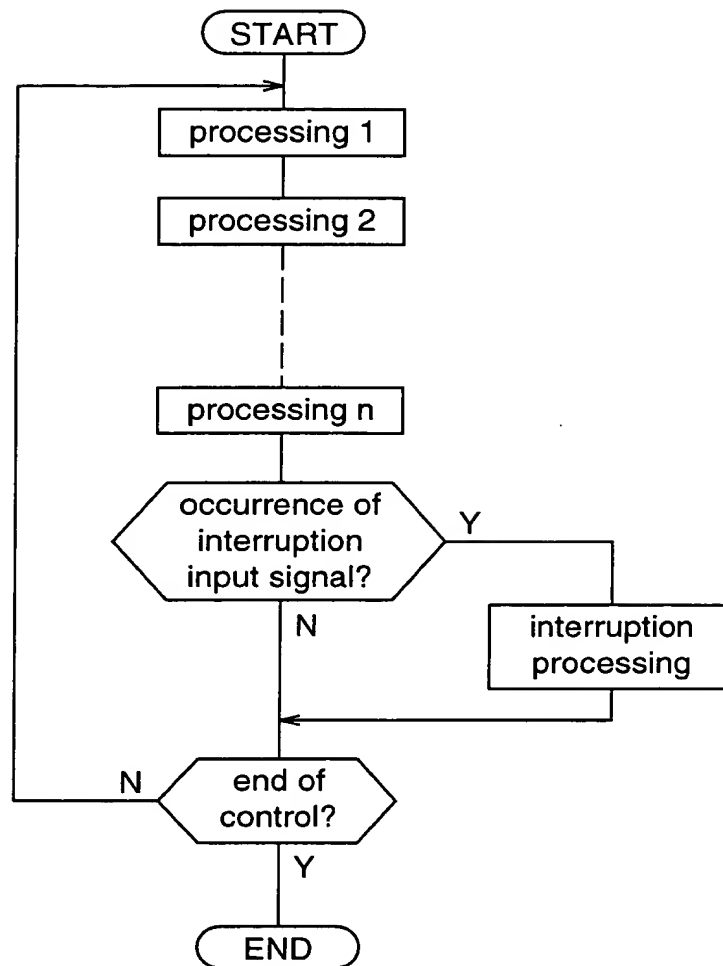 START
processing 1
processing 2
processing n
occurrence of
interruption
input signal?
Y
N
interruption
processing
N
end of
control?
Y
END